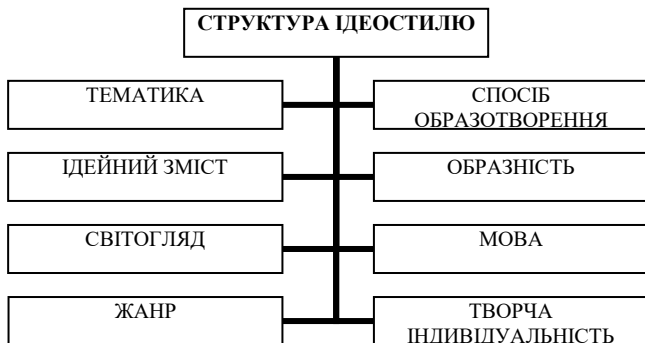 СТРУКТУРА ІДЕОСТИЛЮ
ТЕМАТИКА
СПОСІБ
ОБРАЗОТВОРЕННЯ
ІДЕЙНИЙ ЗМІСТ
ОБРАЗНІСТЬ
СВІТОГЛЯД
МОВА
ЖАНР
ТВОРЧА
ІНДИВІДУАЛЬНІСТЬ